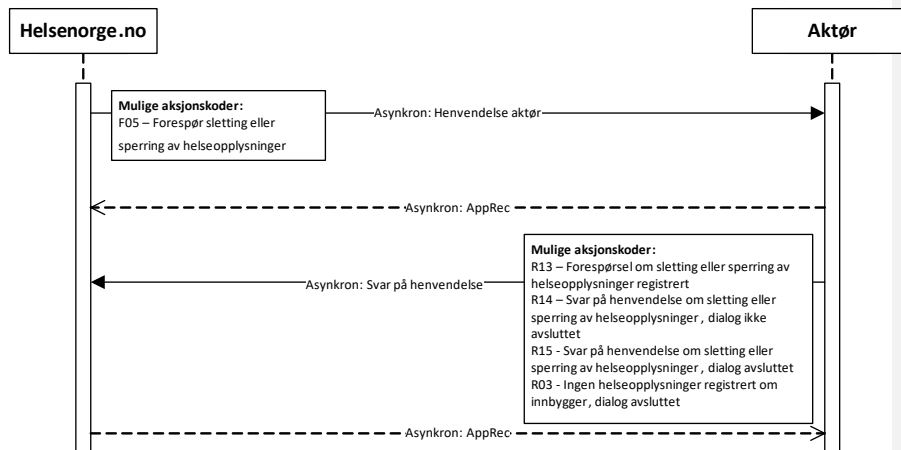 Helsenorge.no
Aktør
Mulige aksjonskoder:
F05 – Forespør sletting eller
sperring av helseopplysninger
Asynkron: Henvendelse aktør
Asynkron: AppRec
Mulige aksjonskoder:
R13 – Forespørsel om sletting eller sperring av
helseopplysninger registrert
R14 – Svar på henvendelse om sletting eller
sperring av helseopplysninger , dialog ikke
avsluttet
R15 - Svar på henvendelse om sletting eller
sperring av helseopplysninger , dialog avsluttet
R03 - Ingen helseopplysninger registrert om
innbygger , dialog avsluttet
Asynkron: Svar på henvendelse
Asynkron: AppRec